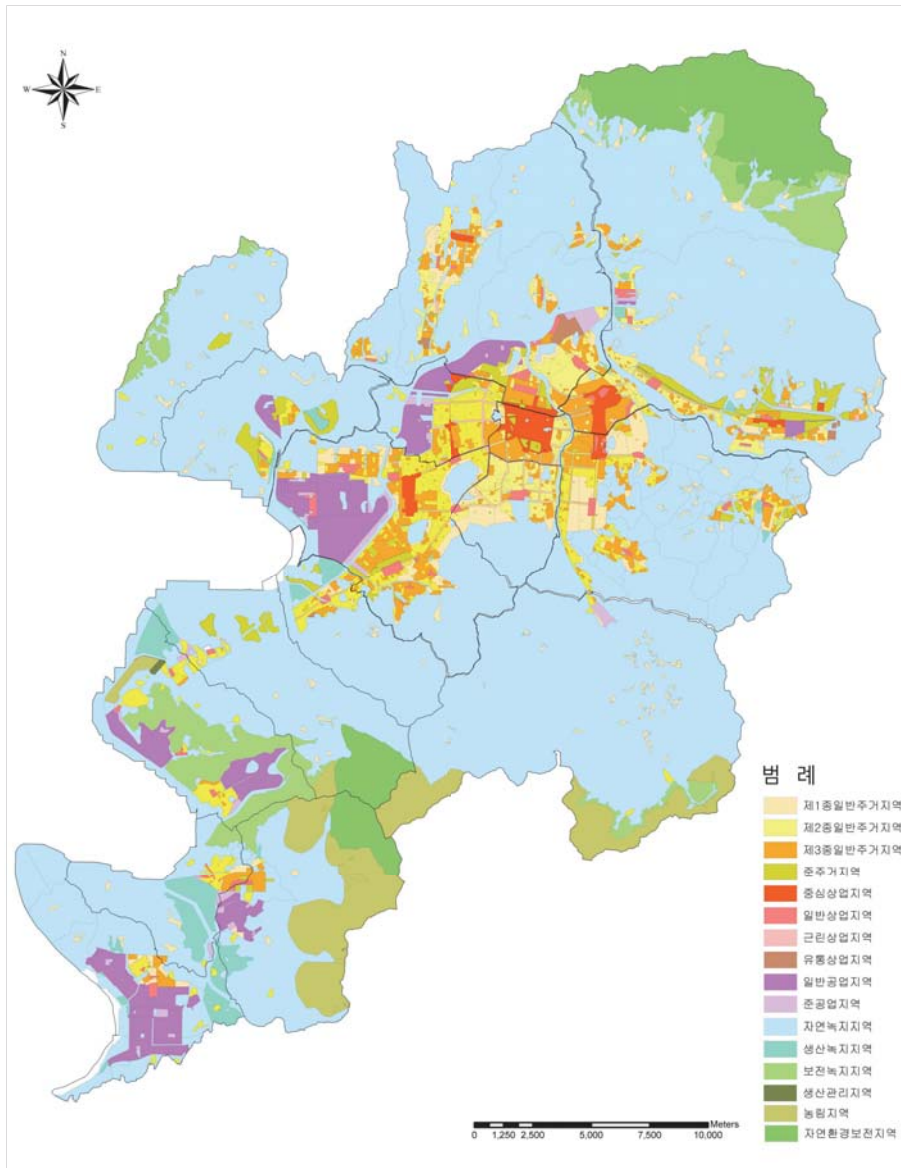 N
W E
S
범 례
제1종일반주거지역
제2종일반주거지역
제3종일반주거지역
준주거지역
중심상업지역
일반상업지역
근린상업지역
유통상업지역
일반공업지역
준공업지역
자연녹지지역
생산녹지지역
보전녹지지역
생산관리지역
농림지역
자연환경보전지역
Meters
0 1,250 2,500 5,000 7,500 10,000